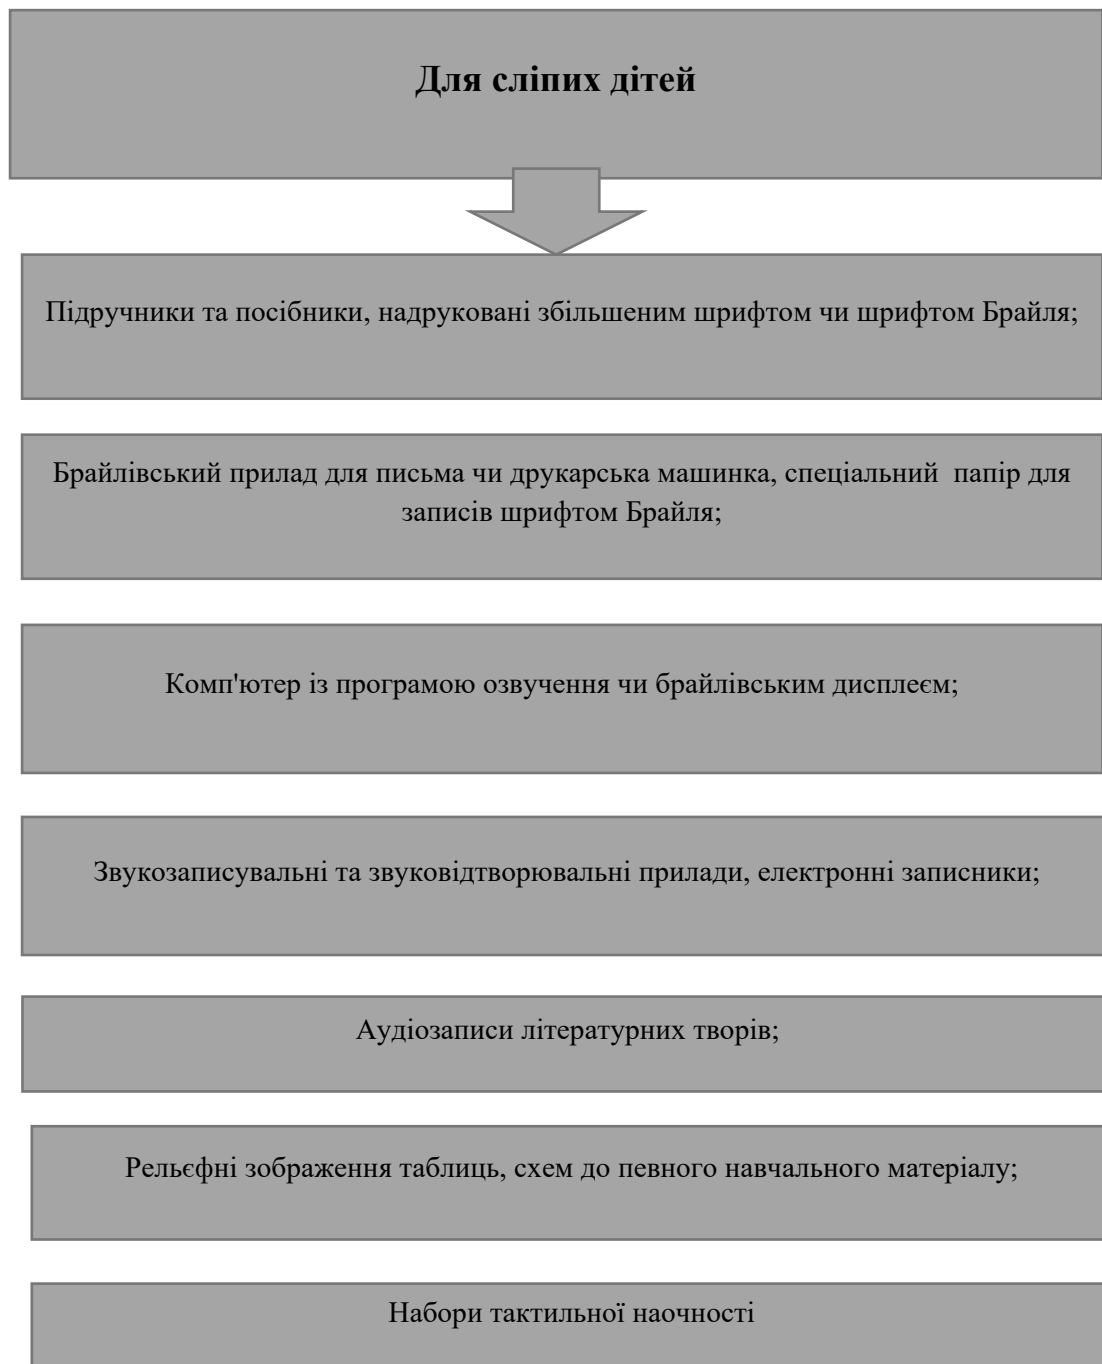 Для сліпих дітей
Підручники та посібники, надруковані збільшеним шрифтом чи шрифтом Брайля;
Брайлівський прилад для письма чи друкарська машинка, спеціальний  папір для
записів шрифтом Брайля;
Комп'ютер із програмою озвучення чи брайлівським дисплеєм;
Звукозаписувальні та звуковідтворювальні прилади, електронні записники;
Аудіозаписи літературних творів;
Рельєфні зображення таблиць, схем до певного навчального матеріалу;
Набори тактильної наочності